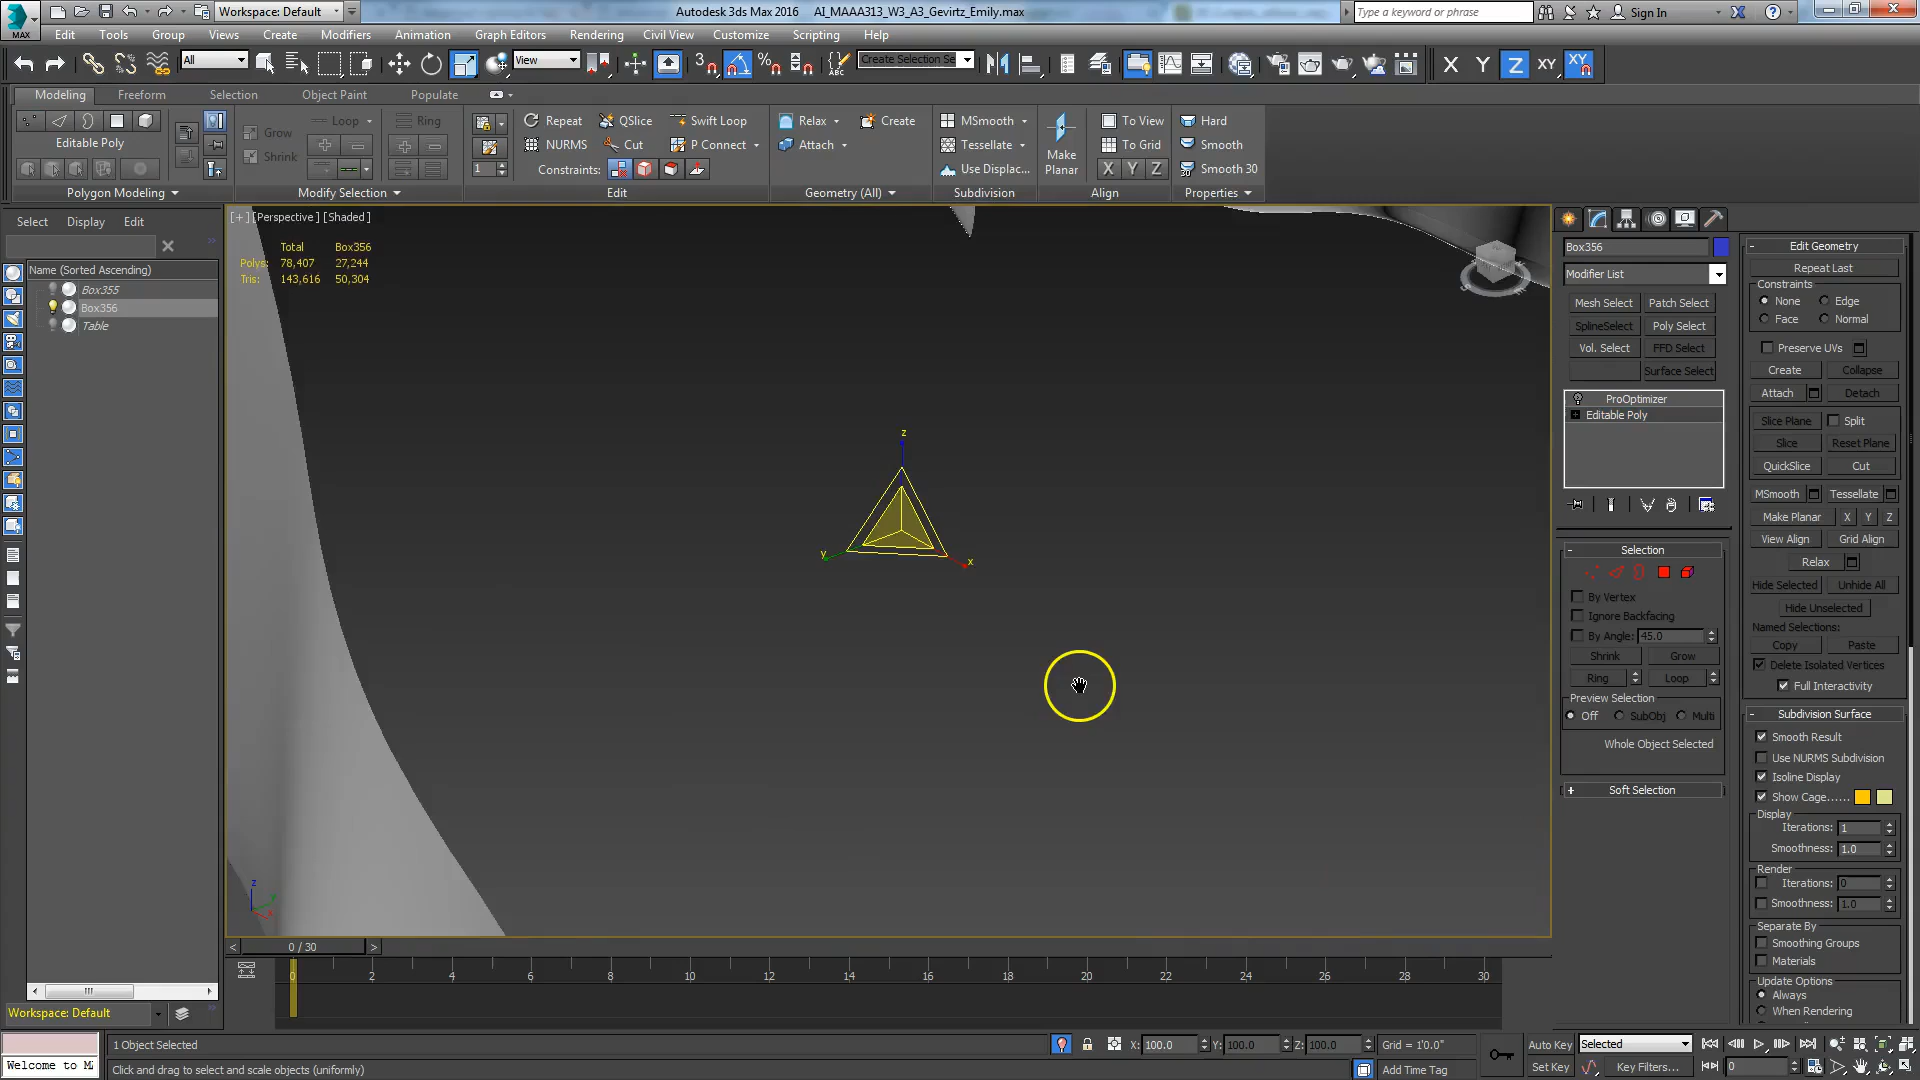 MAX
Workspace: Default
Autodesk 3ds Max 2016    AI_MAAA313_W3_A3_Gevirtz_Emily.max
Type a keyword or phrase
Sign In
Edit Tools Group Views Create Modifiers Animation Graph Editors Rendering Civil View Customize Scripting Help
All
View
3
ABC
Create Selection Se
X Y Z XY XY
Modeling Freeform Selection Object Paint Populate
Editable Poly
Polygon Modeling
Grow
Shrink
Loop
Ring
Modify Selection
1
Repeat QSlice Swift Loop
NURMS Cut P Connect
Constraints:
Edit
Relax Create
Attach
Geometry (All)
MSmooth
Tessellate
Use Displac...
Subdivision
Make Planar
To View
To Grid
X Y Z
Align
Hard
Smooth
Smooth 30
30
Properties
Select Display Edit
Name (Sorted Ascending)
Box355
Box356
Table
[+] [Perspective] [Shaded]
Total Box356
Polys: 78,407 27,244
Tris: 143,616 50,304
z
y
x
z
y
x
Box356
Modifier List
Mesh Select Patch Select
SplineSelect Poly Select
Vol. Select FFD Select
Surface Select
ProOptimizer
Editable Poly
Selection
By Vertex
Ignore Backfacing
By Angle: 45.0
Shrink Grow
Ring Loop
Preview Selection
Off SubObj Multi
Whole Object Selected
Soft Selection
Edit Geometry
Repeat Last
Constraints
None Edge
Face Normal
Preserve UVs
Create Collapse
Attach Detach
Slice Plane Split
Slice Reset Plane
QuickSlice Cut
MSmooth Tessellate
Make Planar X Y Z
View Align Grid Align
Relax
Hide Selected Unhide All
Hide Unselected
Named Selections:
Copy Paste
Delete Isolated Vertices
Full Interactivity
Subdivision Surface
Smooth Result
Use NURMS Subdivision
Isoline Display
Show Cage......
Display
Iterations: 1
Smoothness: 1.0
Render
Iterations: 0
Smoothness: 1.0
Separate By
Smoothing Groups
Materials
Update Options
Always
When Rendering
< 0 / 30 >
0 2 4 6 8 10 12 14 16 18 20 22 24 26 28 30
Workspace: Default
1 Object Selected
X: 100.0 Y: 100.0 Z: 100.0 Grid = 1'0.0"
Auto Key Selected
Welcome to M
Click and drag to select and scale objects (uniformly)
Add Time Tag
Set Key Key Filters...
0